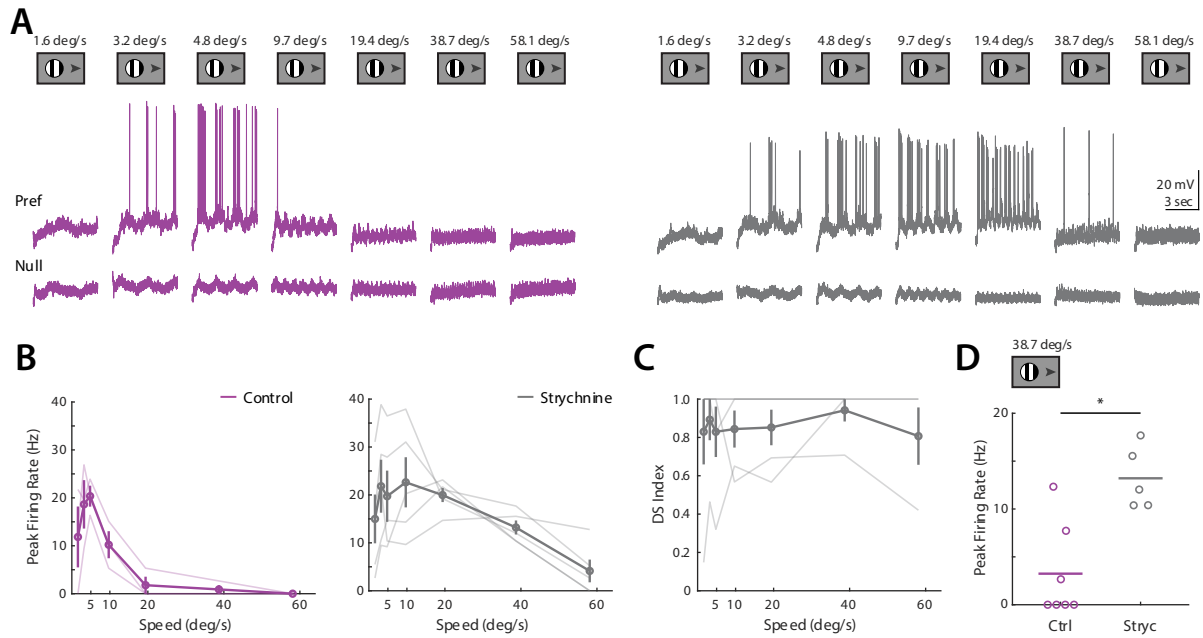 A
1.6 deg/s 3.2 deg/s 4.8 deg/s 9.7 deg/s 19.4 deg/s 38.7 deg/s 58.1 deg/s
1.6 deg/s 3.2 deg/s 4.8 deg/s 9.7 deg/s 19.4 deg/s 38.7 deg/s 58.1 deg/s
Pref
Null
20 mV
3 sec
B
Control
Peak Firing Rate (Hz)
40
30
20
10
0
5 10 20 40 60
Speed (deg/s)
Strychnine
40
30
20
10
0
5 10 20 40 60
Speed (deg/s)
C
DS Index
1.0
0.8
0.6
0.4
0.2
0
5 10 20 40 60
Speed (deg/s)
D
38.7 deg/s
*
Peak Firing Rate (Hz)
20
10
0
Ctrl Stryc